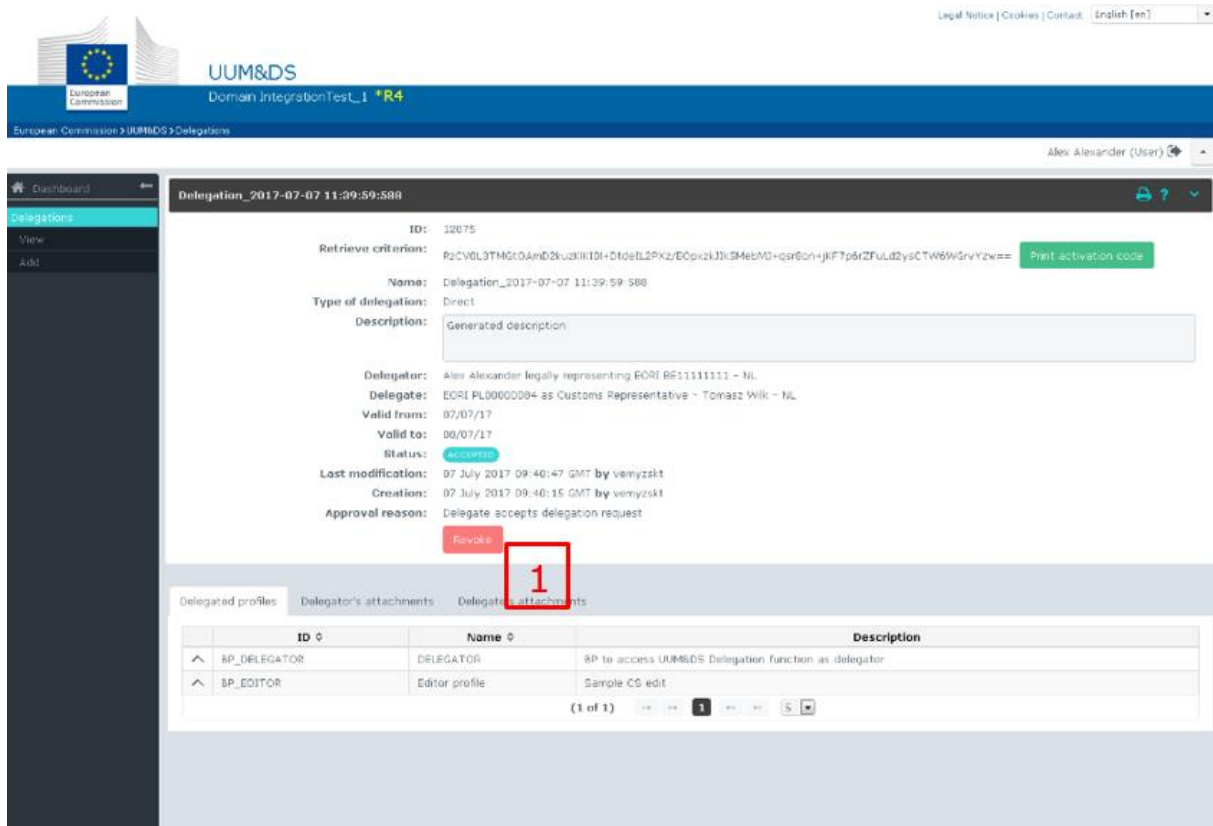 Legal Notice | Cookies | Contact English [en]
European
Commission
UUM&DS
Domain IntegrationTest_1 *R4
European Commission > UUM&DS > Delegations
Alex Alexander (User)
Dashboard
Delegations
View
Add
Delegation_2017-07-07 11:39:59:588
?
ID: 32075
Retrieve criterion:
Print activation code
Name: Delegation_2017-07-07 11:39:59:588
Type of delegation: Direct
Description: Generated description
Delegator: Alex Alexander legally representing EORI BE11111111 - NL
Delegate: EORI PL00000084 as Customs Representative - Tomasz Wilk - NL
Valid from: 07/07/17
Valid to: 08/07/17
Status: ACCEPTED
Last modification: 07 July 2017 09:40:47 GMT by vemyzskt
Creation: 07 July 2017 09:40:15 GMT by vemyzskt
Approval reason: Delegate accepts delegation request
Revoke
1
Delegated profiles Delegator's attachments Delegate's attachments
ID Name Description
BP_DELEGATOR DELEGATOR BP to access UUM&DS Delegation function as delegator
BP_EDITOR Editor profile Sample CS edit
(1 of 1) 1 5